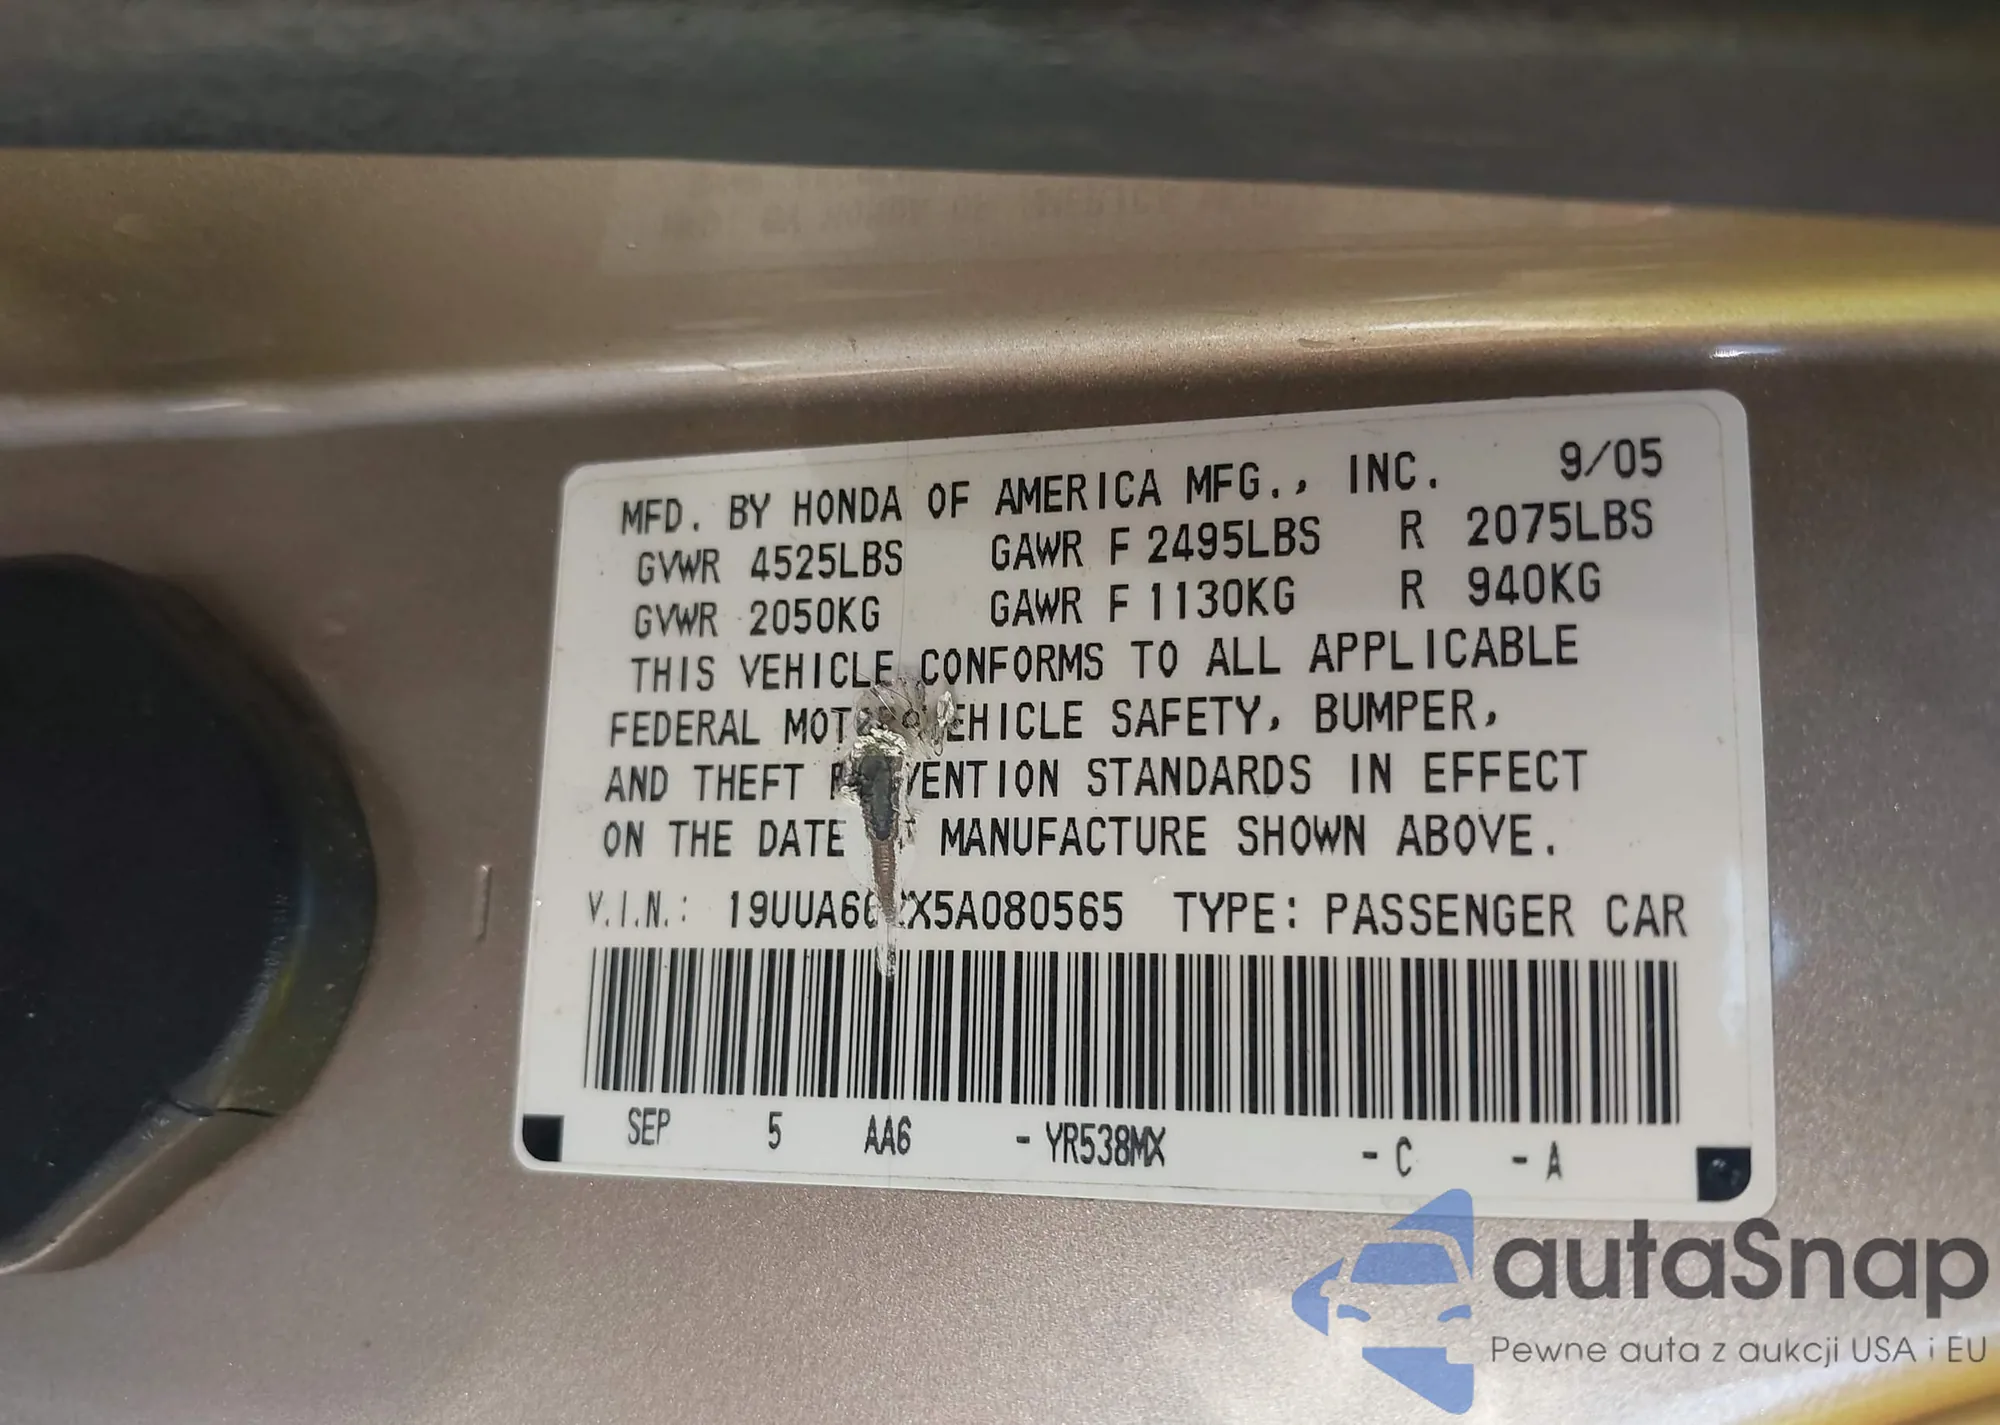 MFD. BY HONDA OF AMERICA MFG., INC. 9/05
GVWR 4525LBS GAWR F 2495LBS R 2075LBS
GVWR 2050KG GAWR F 1130KG R 940KG
THIS VEHICLE CONFORMS TO ALL APPLICABLE
FEDERAL SAFETY, BUMPER,
AND THEFT STANDARDS IN EFFECT
ON THE DATE MANUFACTURE SHOWN ABOVE.
V.I.N.: TYPE: PASSENGER CAR
SEP 5 AA6 - YR538MX - C - A
autaSnap
Pewne auta z aukcji USA i EU